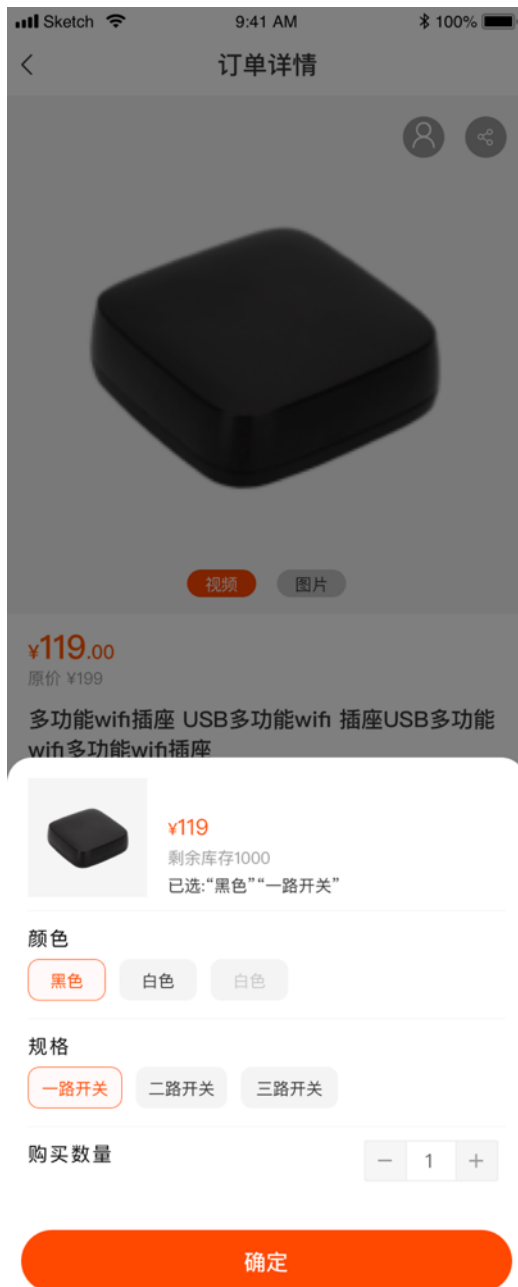 Sketch 9:41 AM 100%
订单详情
视频 图片
¥119.00
原价 ¥199
多功能wifi插座 USB多功能wifi 插座USB多功能
wifi多功能wifi插座
¥119
剩余库存1000
已选:“黑色”“一路开关”
颜色
黑色 白色 白色
规格
一路开关 二路开关 三路开关
购买数量 − 1 +
确定